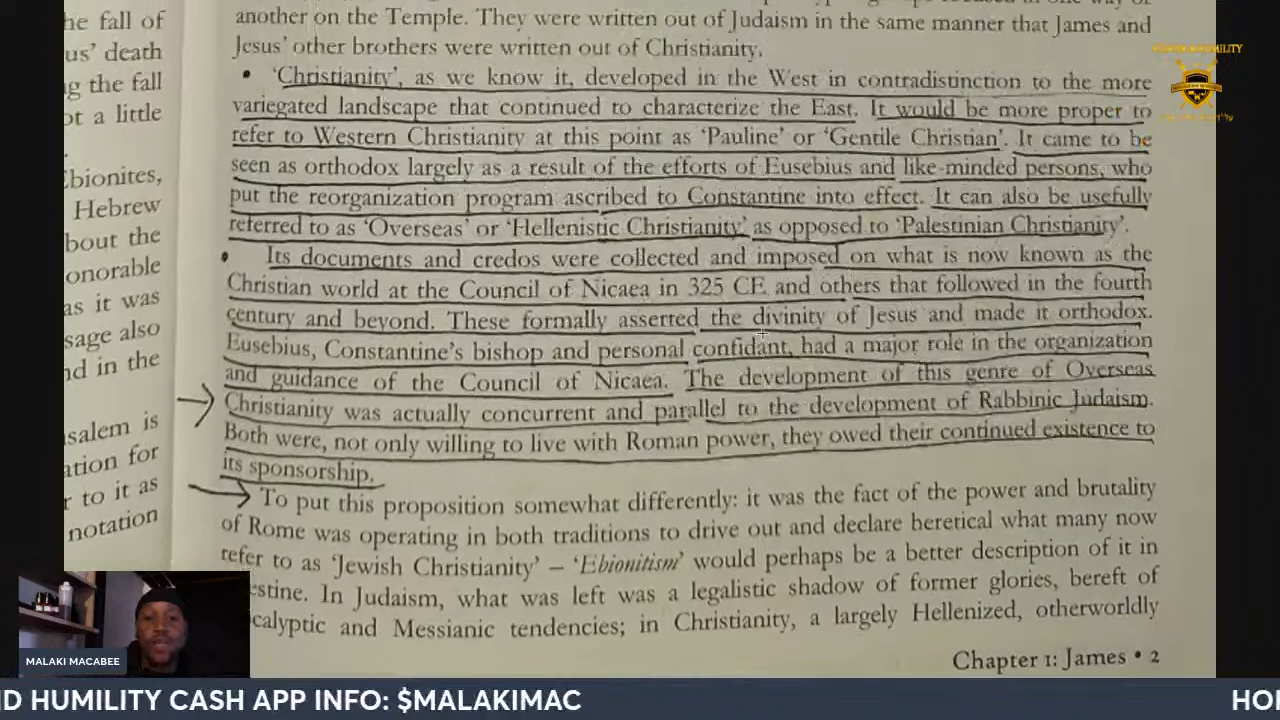 he fall of
us' death
ng the fall
ot a little
Ebionites,
Hebrew
bout the
onorable
as it was
ssage also
nd in the
usalem is
ation for
r to it as
notation
another on the Temple. They were written out of Judaism in the same manner that James and
Jesus' other brothers were written out of Christianity.
• 'Christianity', as we know it, developed in the West in contradistinction to the more
variegated landscape than continued to characterize the East. It would be more proper to
refer to Western Christianity at this point as 'Pauline' or 'Gentile Christian'. It came to be
seen as orthodox largely as a result of the efforts of Eusebius and like-minded persons, who
put the reorganization program ascribed to Constantine into effect. It can also be usefully
referred to as 'Overseas' or 'Hellenistic Christianity' as opposed to 'Palestinian Christianity'.
• Its documents and credos were collected and imposed on what is now known as the
Christian world at the Council of Nicaea in 325 CE and others that followed in the fourth
century and beyond. These formally asserted the divinity of Jesus and made it orthodox.
Eusebius, Constantine's bishop and personal confidant, had a major role in the organization
and guidance of the Council of Nicaea. The development of this genre of Overseas
Christianity was actually concurrent and parallel to the development of Rabbinic Judaism.
Both were, not only willing to live with Roman power, they owed their continued existence to
its sponsorship.
To put this proposition somewhat differently: it was the fact of the power and brutality
of Rome was operating in both traditions to drive out and declare heretical what many now
refer to as 'Jewish Christianity' – 'Ebionitism' would perhaps be a better description of it in
estine. In Judaism, what was left was a legalistic shadow of former glories, bereft of
calyptic and Messianic tendencies; in Christianity, a largely Hellenized, otherworldly
Chapter 1: James • 2
MALAKI MACABEE
ND HUMILITY CASH APP INFO: $MALAKIMAC
HO